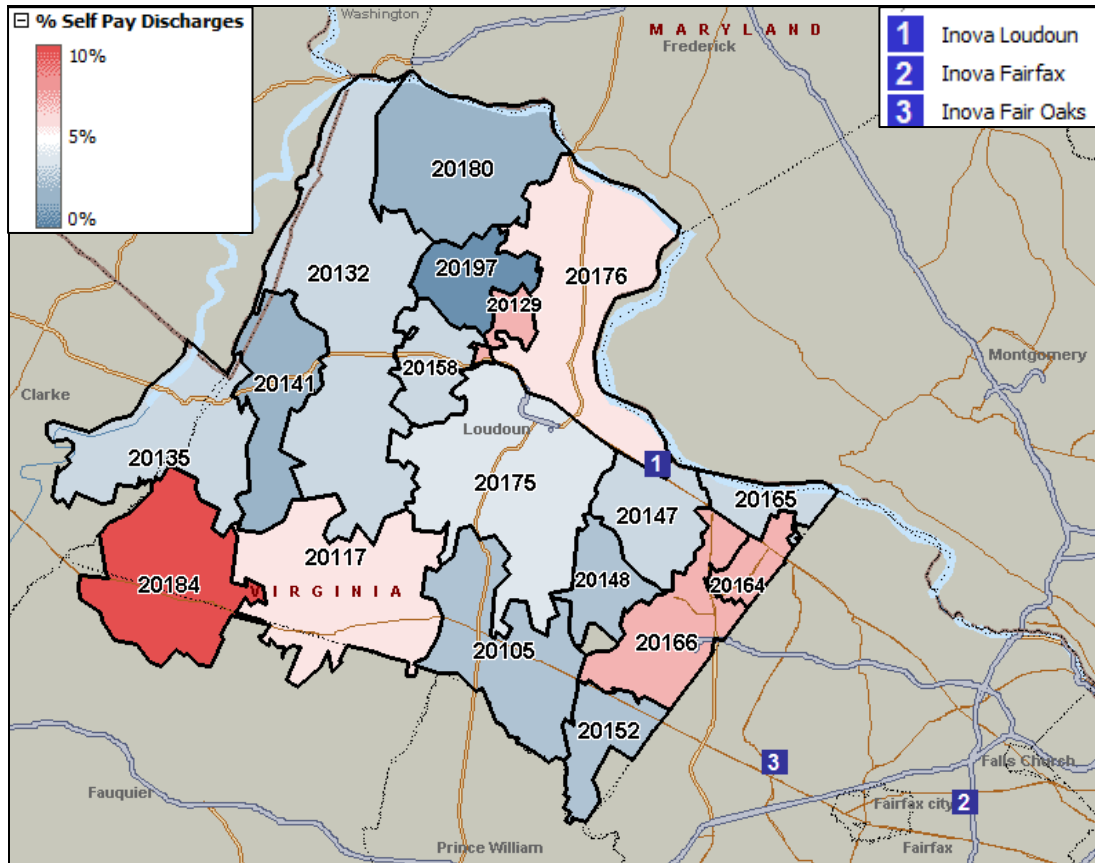 % Self Pay Discharges
10%
5%
0%
1 Inova Loudoun
2 Inova Fairfax
3 Inova Fair Oaks
Washington
MARYLAND
Frederick
20180
20132
20197
20176
20129
20158
20141
Montgomery
Clarke
Loudoun
20135
1
20175
20165
20147
20117
20148
20164
20184
VIRGINIA
20166
20105
20152
3
Falls Church
Fauquier
Fairfax city
2
Prince William
Fairfax